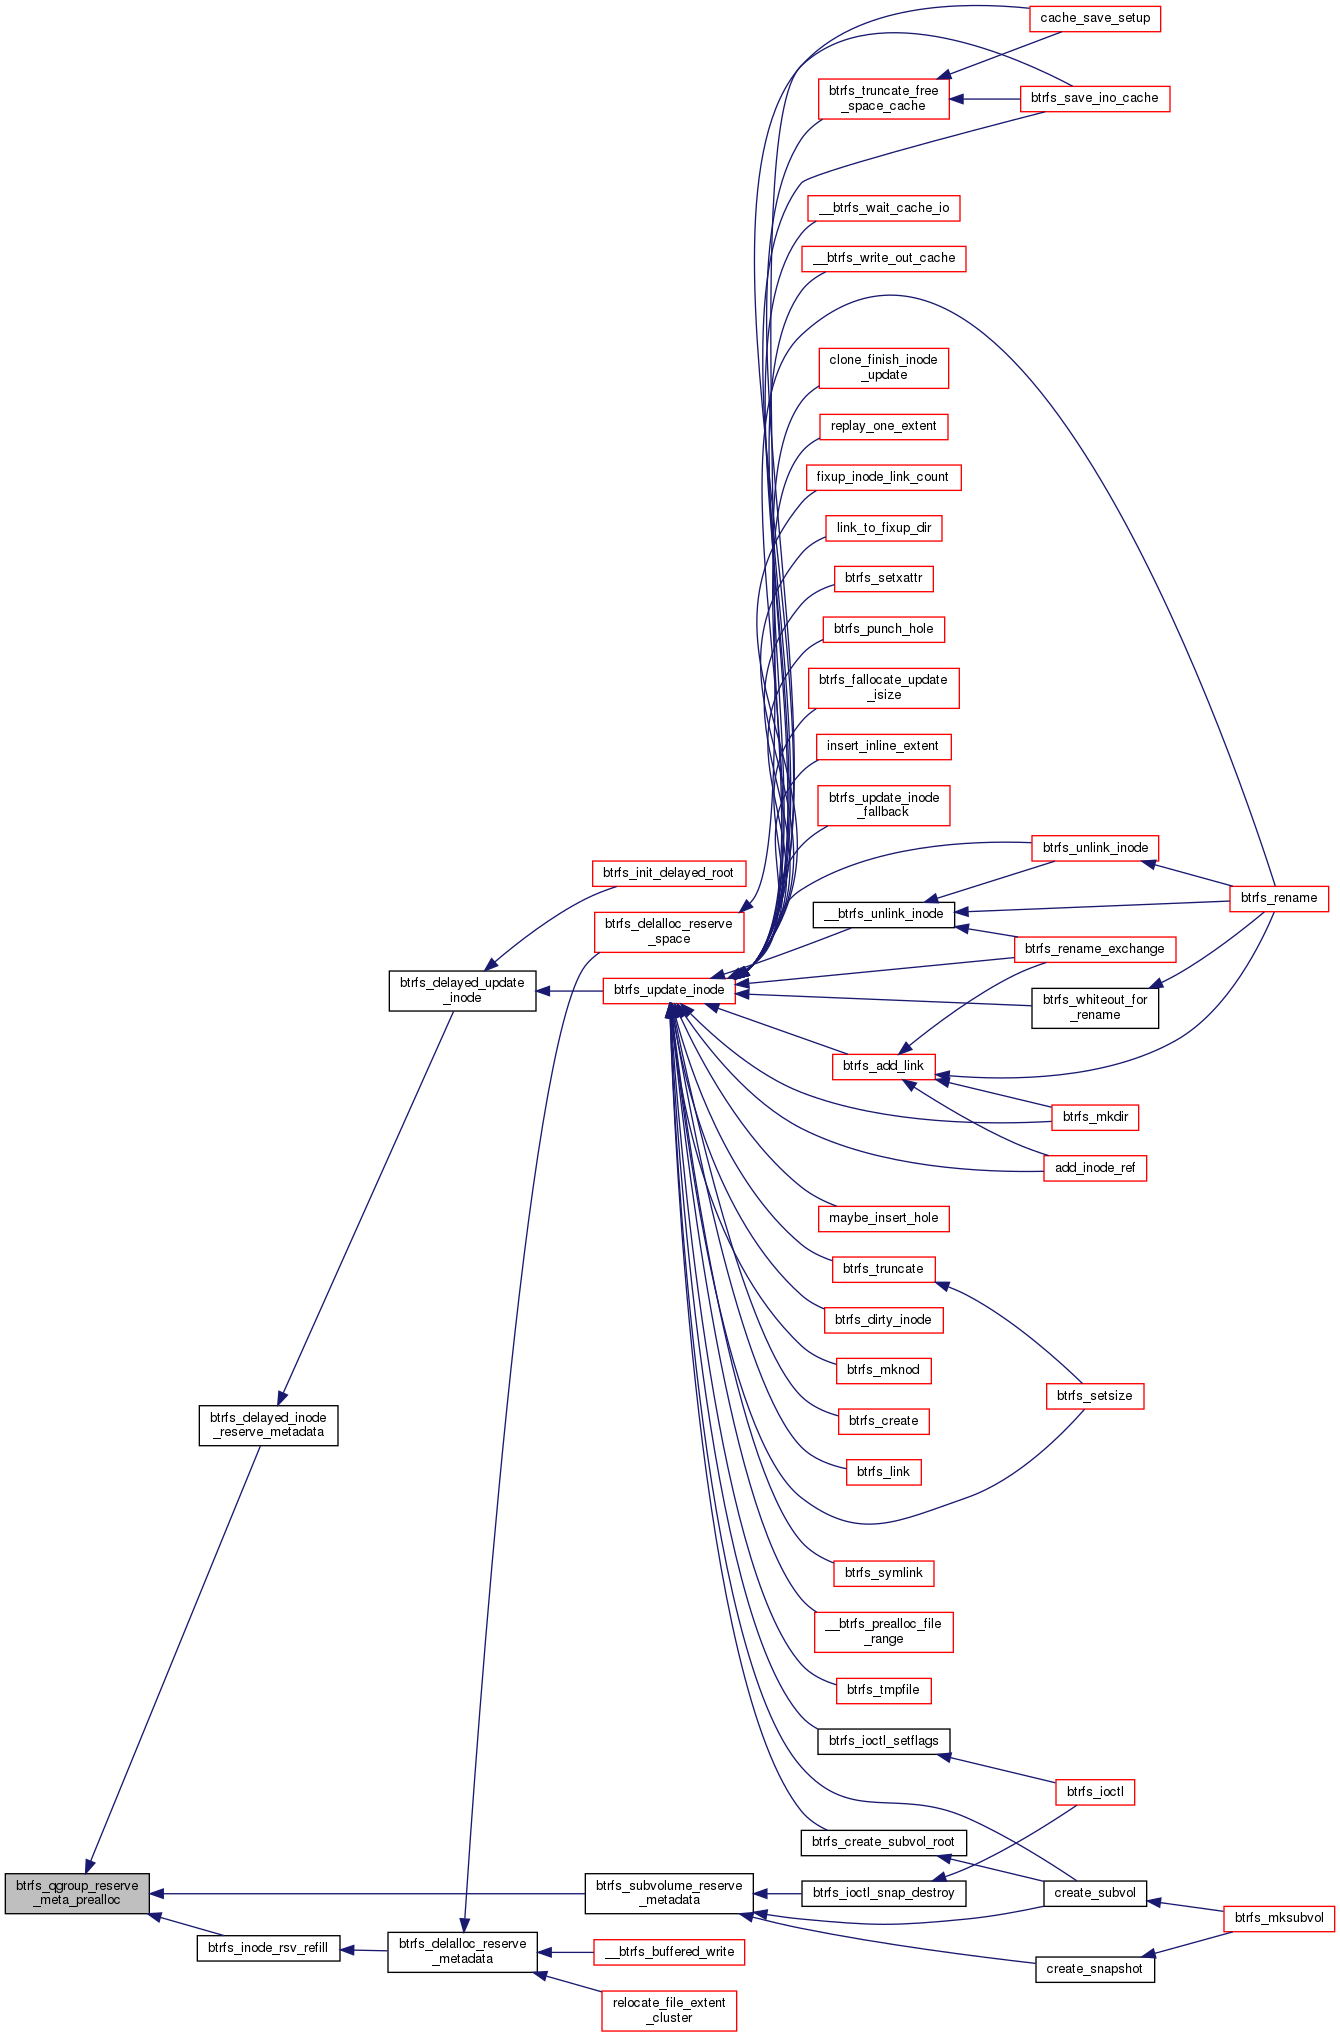 cache_save_setup
btrfs_truncate_free
_space_cache
btrfs_save_ino_cache
__btrfs_wait_cache_io
__btrfs_write_out_cache
clone_finish_inode
_update
replay_one_extent
fixup_inode_link_count
link_to_fixup_dir
btrfs_setxattr
btrfs_punch_hole
btrfs_fallocate_update
_isize
insert_inline_extent
btrfs_update_inode
_fallback
btrfs_unlink_inode
btrfs_init_delayed_root
btrfs_rename
__btrfs_unlink_inode
btrfs_delalloc_reserve
_space
btrfs_rename_exchange
btrfs_delayed_update
_inode
btrfs_update_inode
btrfs_whiteout_for
_rename
btrfs_add_link
btrfs_mkdir
add_inode_ref
maybe_insert_hole
btrfs_truncate
btrfs_dirty_inode
btrfs_mknod
btrfs_setsize
btrfs_delayed_inode
_reserve_metadata
btrfs_create
btrfs_link
btrfs_symlink
__btrfs_prealloc_file
_range
btrfs_tmpfile
btrfs_ioctl_setflags
btrfs_ioctl
btrfs_create_subvol_root
btrfs_qgroup_reserve
_meta_prealloc
btrfs_subvolume_reserve
_metadata
btrfs_ioctl_snap_destroy
create_subvol
btrfs_mksubvol
btrfs_inode_rsv_refill
btrfs_delalloc_reserve
_metadata
__btrfs_buffered_write
create_snapshot
relocate_file_extent
_cluster